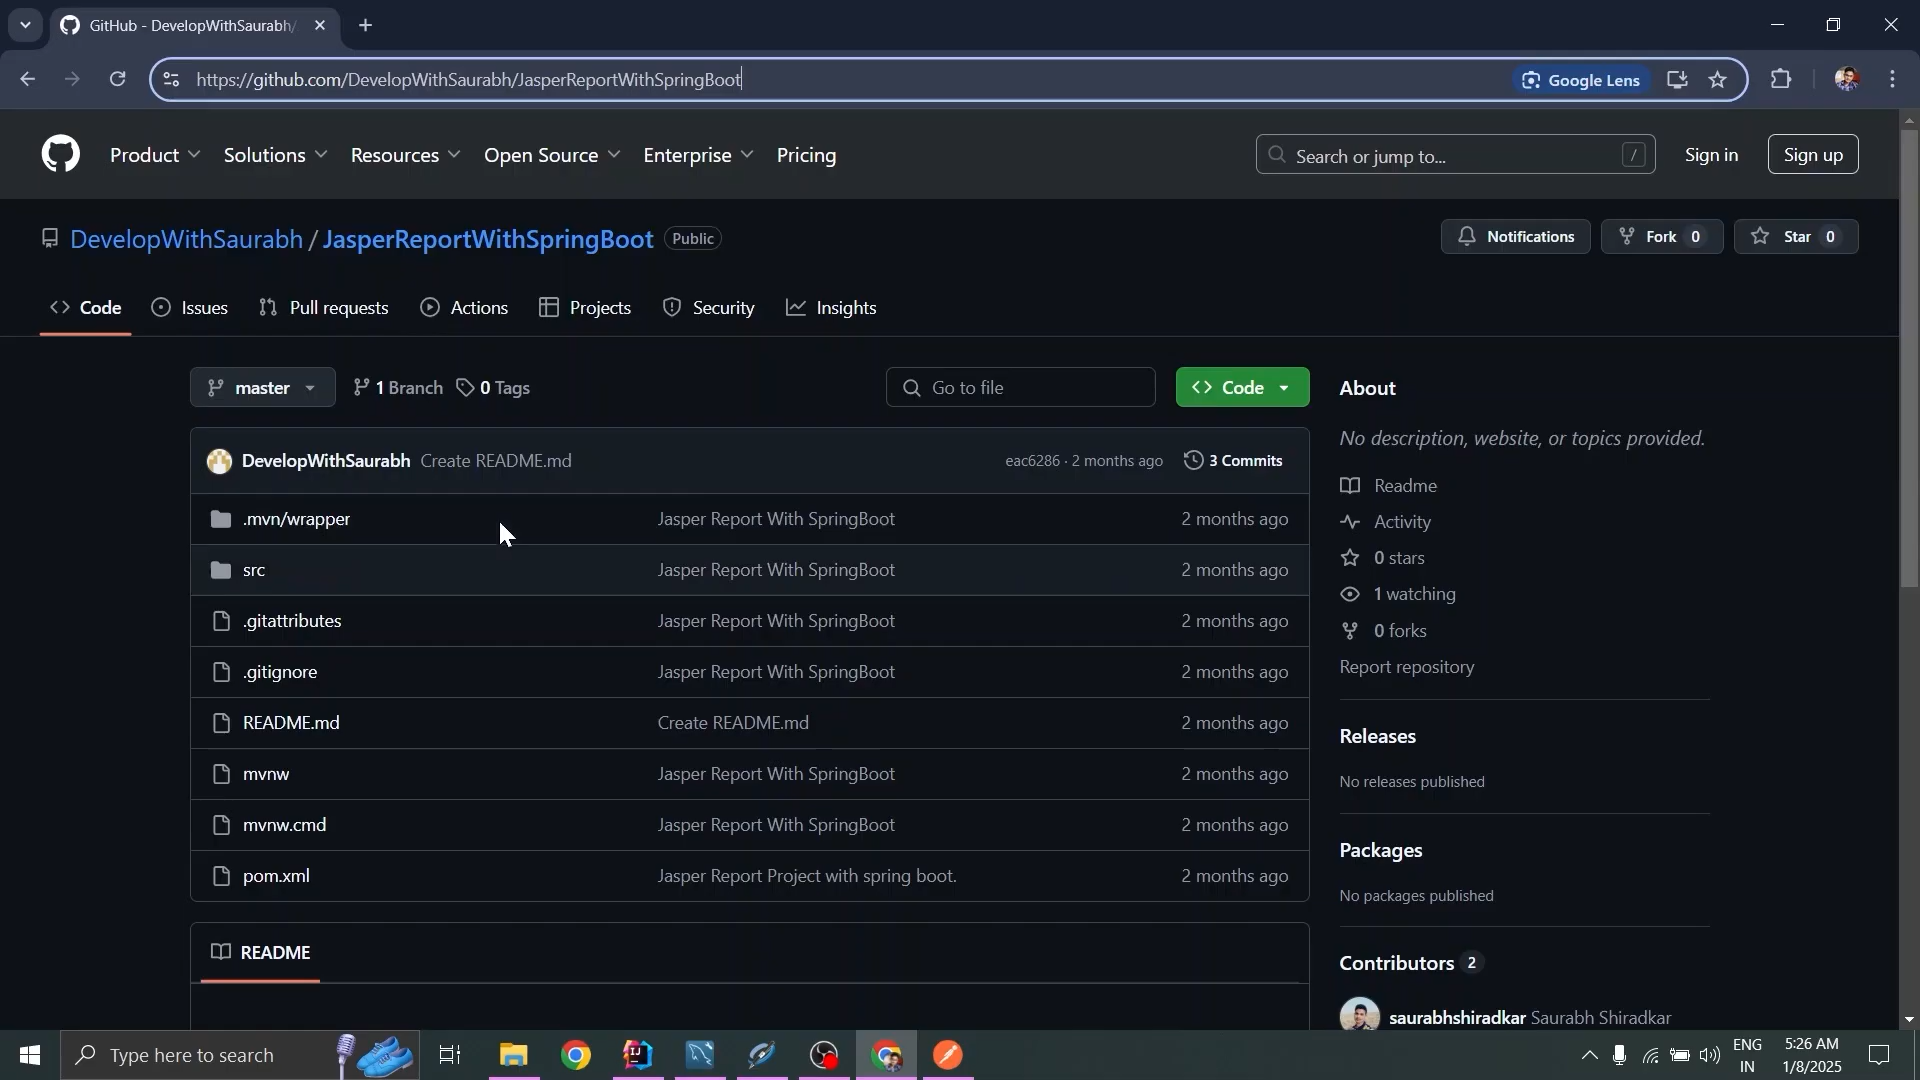 GitHub - DevelopWithSaurabh/
https://github.com/DevelopWithSaurabh/JasperReportWithSpringBoot
Google Lens
Product
Solutions
Resources
Open Source
Enterprise
Pricing
Search or jump to...
/
Sign in
Sign up
DevelopWithSaurabh / JasperReportWithSpringBoot
Public
Notifications
Fork 0
Star 0
Code
Issues
Pull requests
Actions
Projects
Security
Insights
master
1 Branch
0 Tags
Go to file
Code
DevelopWithSaurabh Create README.md
eac6286 · 2 months ago
3 Commits
.mvn/wrapper Jasper Report With SpringBoot 2 months ago
src Jasper Report With SpringBoot 2 months ago
.gitattributes Jasper Report With SpringBoot 2 months ago
.gitignore Jasper Report With SpringBoot 2 months ago
README.md Create README.md 2 months ago
mvnw Jasper Report With SpringBoot 2 months ago
mvnw.cmd Jasper Report With SpringBoot 2 months ago
pom.xml Jasper Report Project with spring boot. 2 months ago
README
About
No description, website, or topics provided.
Readme
Activity
0 stars
1 watching
0 forks
Report repository
Releases
No releases published
Packages
No packages published
Contributors 2
saurabhshiradkar Saurabh Shiradkar
Type here to search
IJ
ENG
IN
5:26 AM
1/8/2025